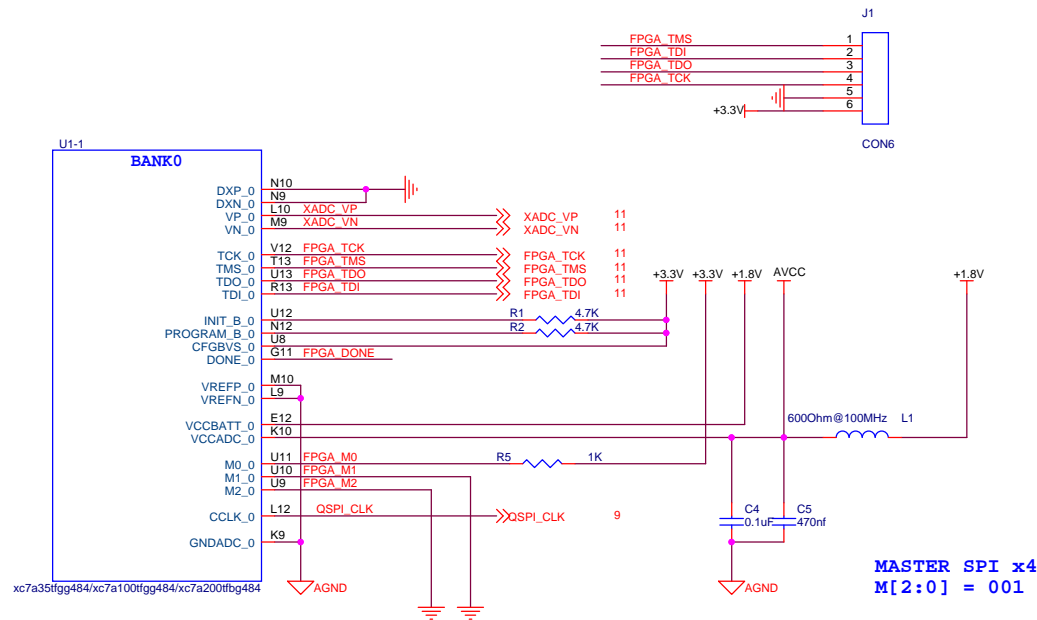 J1
FPGA_TMS 1
FPGA_TDI 2
FPGA_TDO 3
FPGA_TCK 4
5
+3.3V 6
CON6
U1-1
BANK0
DXP_0 N10
DXN_0 N9
VP_0 L10 XADC_VP XADC_VP 11
VN_0 M9 XADC_VN XADC_VN 11
TCK_0 V12 FPGA_TCK FPGA_TCK 11
TMS_0 T13 FPGA_TMS FPGA_TMS 11
TDO_0 U13 FPGA_TDO FPGA_TDO 11
TDI_0 R13 FPGA_TDI FPGA_TDI 11
+3.3V +3.3V +1.8V AVCC +1.8V
INIT_B_0 U12 R1 4.7K
PROGRAM_B_0 N12 R2 4.7K
CFGBVS_0 U8
DONE_0 G11 FPGA_DONE
VREFP_0 M10
VREFN_0 L9
600Ohm@100MHz L1
VCCBATT_0 E12
VCCADC_0 K10
M0_0 U11 FPGA_M0 R5 1K
M1_0 U10 FPGA_M1
M2_0 U9 FPGA_M2
CCLK_0 L12 QSPI_CLK QSPI_CLK 9
C4 C5
0.1uF 470nf
GNDADC_0 K9
xc7a35tfgg484/xc7a100tfgg484/xc7a200tfbg484
AGND AGND
MASTER SPI x4
M[2:0] = 001